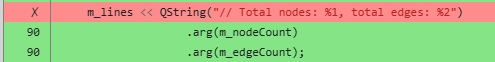 X m_lines << QString("// Total nodes: %1, total edges: %2")
90 .arg(m_nodeCount)
90 .arg(m_edgeCount);